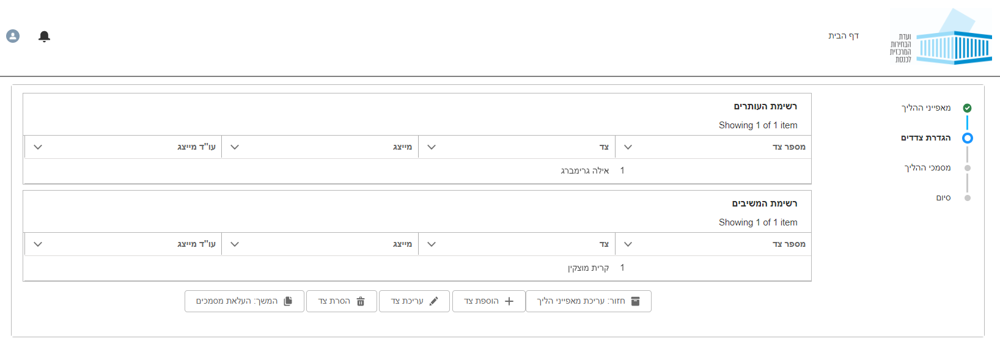 ועדת
הבחירות
המרכזית
לכנסת
דף הבית
מאפייני ההליך
הגדרת צדדים
מסמכי ההליך
סיום
רשימת העותרים
Showing 1 of 1 item
מספר צד צד מייצג עו"ד מייצג
1 אילה גרימברג
רשימת המשיבים
Showing 1 of 1 item
מספר צד צד מייצג עו"ד מייצג
1 קרית מוצקין
חזור: עריכת מאפייני הליך הוספת צד עריכת צד הסרת צד המשך: העלאת מסמכים